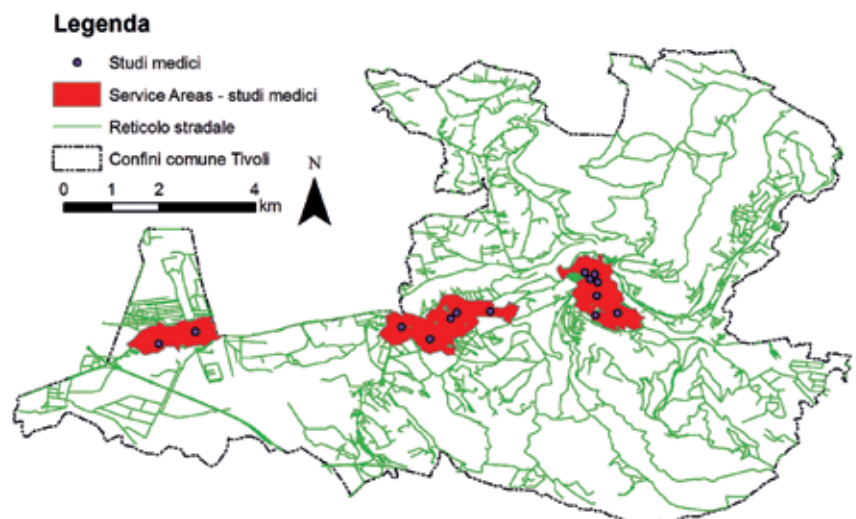 Legenda
Studi medici
Service Areas - studi medici
Reticolo stradale
Confini comune Tivoli
N
0 1 2 4
km